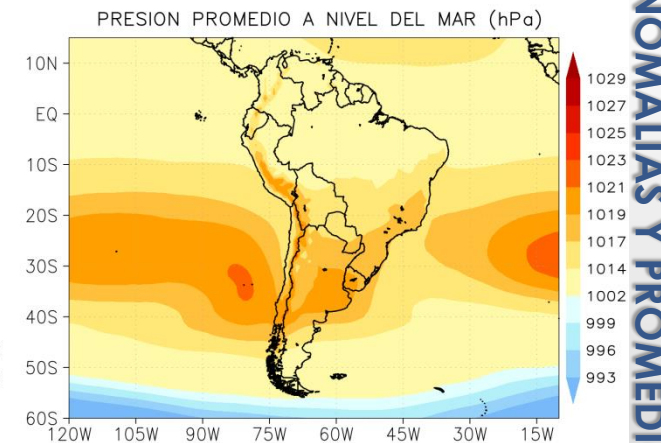 PRESION PROMEDIO A NIVEL DEL MAR (hPa)
10N
EQ
10S
20S
30S
40S
50S
60S
120W 105W 90W 75W 60W 45W 30W 15W
1029
1027
1025
1023
1021
1019
1017
1014
1002
999
996
993
NOMALIAS Y PROMEDI